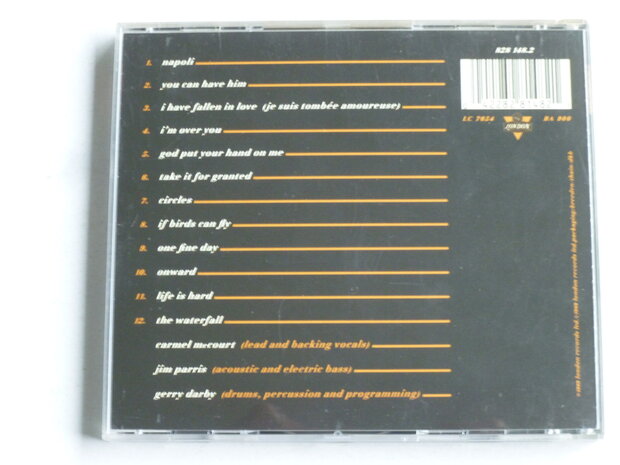 1. napoli
2. you can have him
3. i have fallen in love (je suis tombée amoureuse)
4. i'm over you
5. god put your hand on me
6. take it for granted
7. circles
8. if birds can fly
9. one fine day
10. onward
11. life is hard
12. the waterfall
carmel mccourt (lead and backing vocals)
jim parris (acoustic and electric bass)
gerry darby (drums, percussion and programming)
828 148.2
LC 7654
LONDON
london records ltd